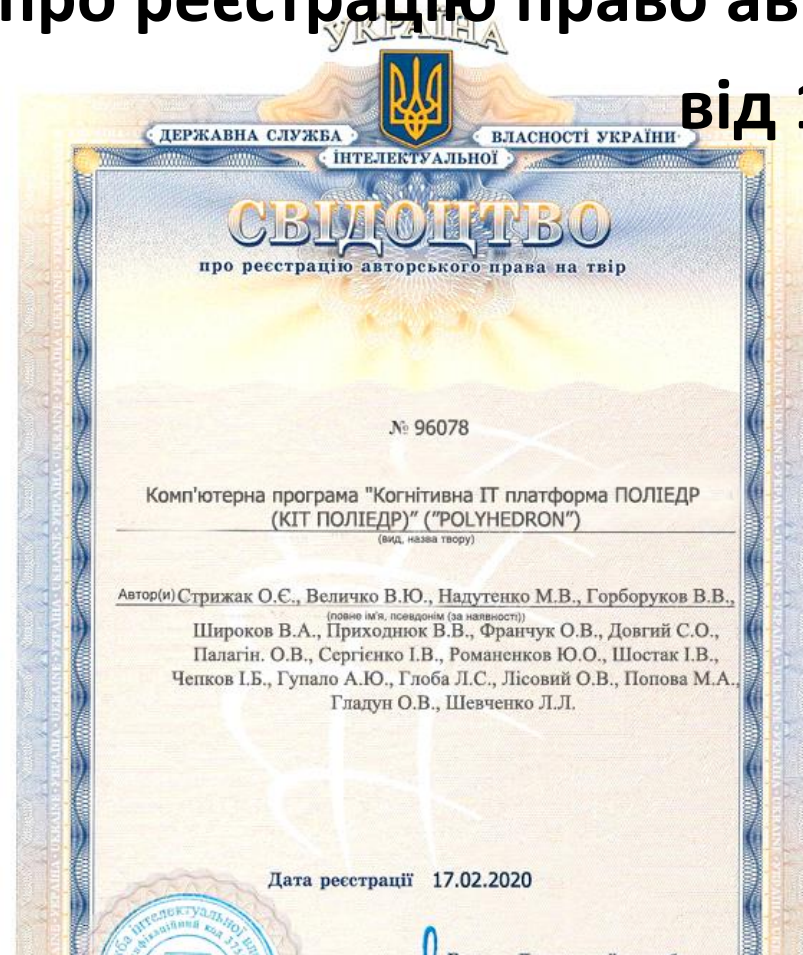 про реєстрацію право ав
УКРАЇНА
від 1
ДЕРЖАВНА СЛУЖБА
ВЛАСНОСТІ УКРАЇНИ
ІНТЕЛЕКТУАЛЬНОЇ
СВІДОЦТВО
про реєстрацію авторського права на твір
№ 96078
Комп'ютерна програма "Когнітивна ІТ платформа ПОЛІЕДР
(КІТ ПОЛІЕДР)" ("POLYHEDRON")
(вид, назва твору)
Автор(и) Стрижак О.Є., Величко В.Ю., Надутенко М.В., Горборуков В.В.,
(повне ім'я, псевдонім (за наявності))
Широков В.А., Приходнюк В.В., Франчук О.В., Довгий С.О.,
Палагін. О.В., Сергієнко І.В., Романенков Ю.О., Шостак І.В.,
Чепков І.Б., Гупало А.Ю., Глоба Л.С., Лісовий О.В., Попова М.А.,
Гладун О.В., Шевченко Л.Л.
Дата реєстрації 17.02.2020
інтелектуальної